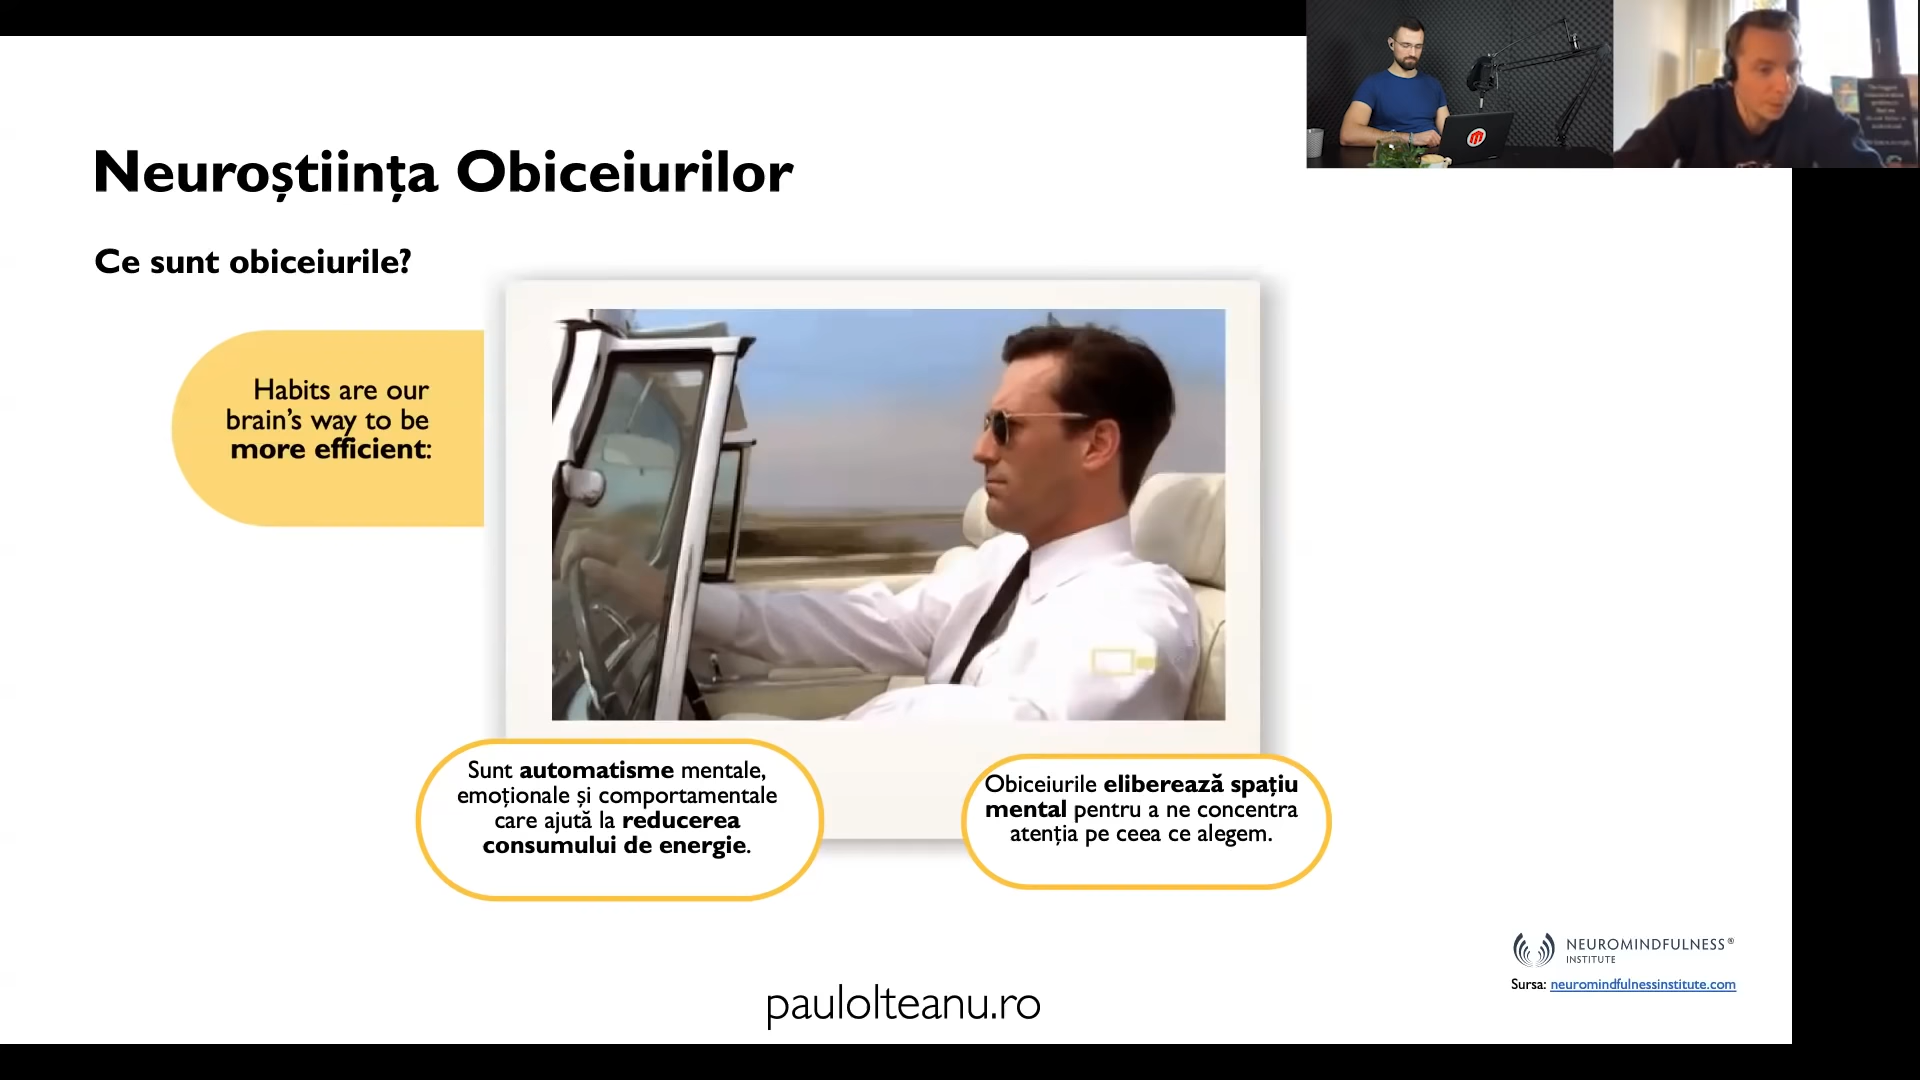 Neuroștiința Obiceiurilor
Ce sunt obiceiurile?
Habits are our
brain’s way to be
more efficient:
Sunt automatisme mentale,
emoționale și comportamentale
care ajută la reducerea
consumului de energie.
Obiceiurile eliberează spațiu
mental pentru a ne concentra
atenția pe ceea ce alegem.
NEUROMINDFULNESS®
INSTITUTE
Sursa: neuromindfulnessinstitute.com
paulolteanu.ro